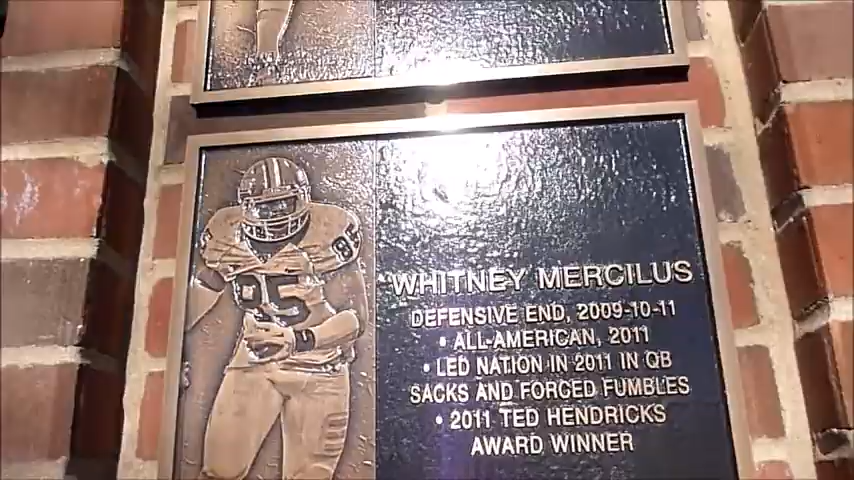 WHITNEY MERCILUS
DEFENSIVE END, 2009-10-11
• ALL-AMERICAN, 2011
• LED NATION IN 2011 IN QB
SACKS AND FORCED FUMBLES
• 2011 TED HENDRICKS
AWARD WINNER
85